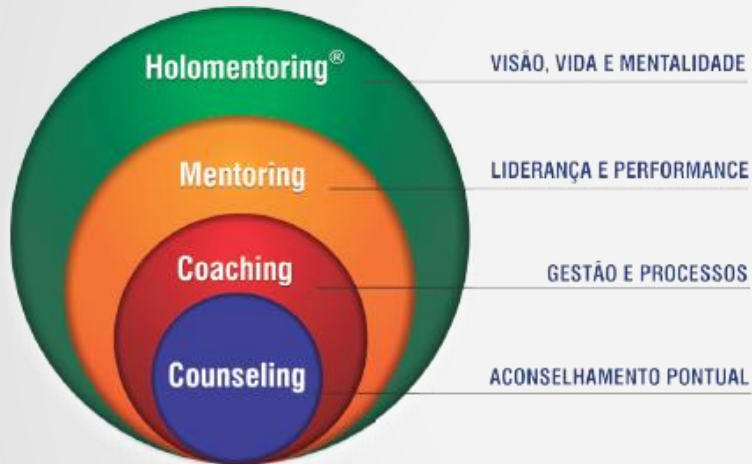 Holomentoring®
VISÃO, VIDA E MENTALIDADE
Mentoring
LIDERANÇA E PERFORMANCE
Coaching
GESTÃO E PROCESSOS
Counseling
ACONSELHAMENTO PONTUAL